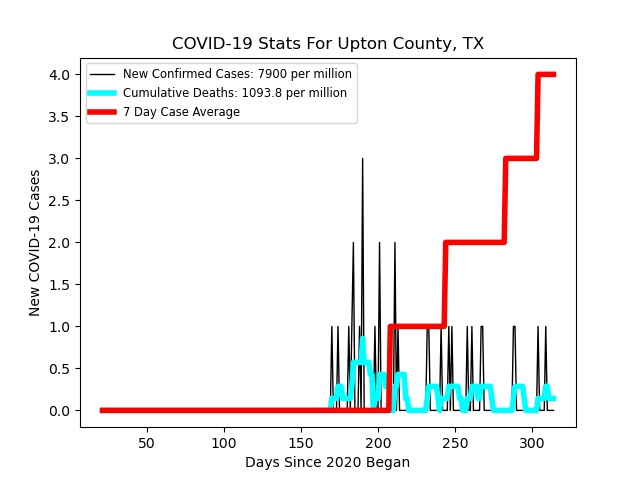 COVID-19 Stats For Upton County, TX
New Confirmed Cases: 7900 per million
Cumulative Deaths: 1093.8 per million
7 Day Case Average
New COVID-19 Cases
4.0
3.5
3.0
2.5
2.0
1.5
1.0
0.5
0.0
50 100 150 200 250 300
Days Since 2020 Began